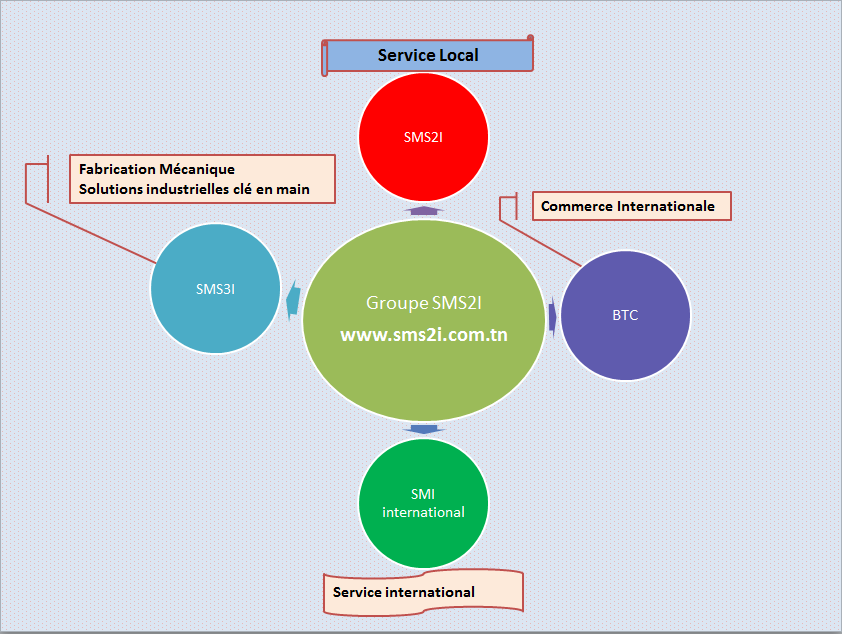 Service Local
SMS2I
Fabrication Mécanique
Solutions industrielles clé en main
Commerce Internationale
SMS3I
Groupe SMS2I
www.sms2i.com.tn
BTC
SMI
international
Service international